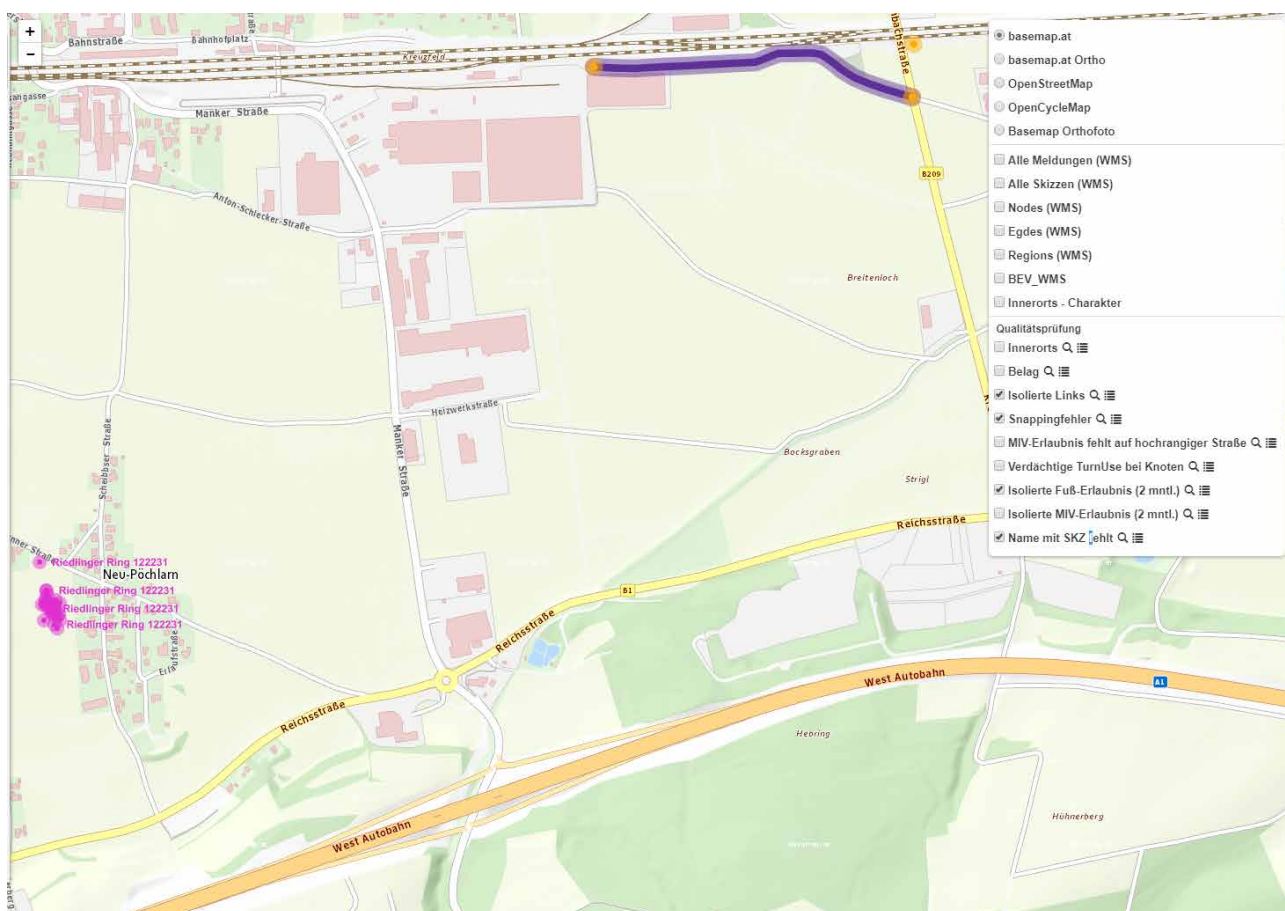 +
−
Bahnstraße
Bahnhofplatz
Kreuzfeld
Manker Straße
Anton-Schlecker-Straße
B209
Breitenloch
Heizwerkstraße
Manker Straße
Bocksgraben
Strigl
Scheibbser Straße
Reichsstraße
Riedlinger Ring 122231
Neu-Pöchlarn
Riedlinger Ring 122231
Riedlinger Ring 122231
Riedlinger Ring 122231
B1
Reichsstraße
West Autobahn
A1
Reichsstraße
Hebring
Hühnerberg
West Autobahn
basemap.at
basemap.at Ortho
OpenStreetMap
OpenCycleMap
Basemap Orthofoto
Alle Meldungen (WMS)
Alle Skizzen (WMS)
Nodes (WMS)
Egdes (WMS)
Regions (WMS)
BEV_WMS
Innerorts - Charakter
Qualitätsprüfung
Innerorts
Belag
Isolierte Links
Snappingfehler
MIV-Erlaubnis fehlt auf hochrangiger Straße
Verdächtige TurnUse bei Knoten
Isolierte Fuß-Erlaubnis (2 mntl.)
Isolierte MIV-Erlaubnis (2 mntl.)
Name mit SKZ fehlt